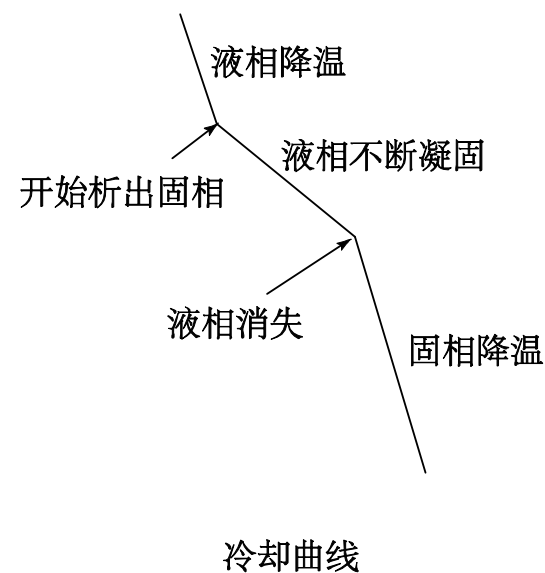 液相降温
液相不断凝固
开始析出固相
液相消失
固相降温
冷却曲线